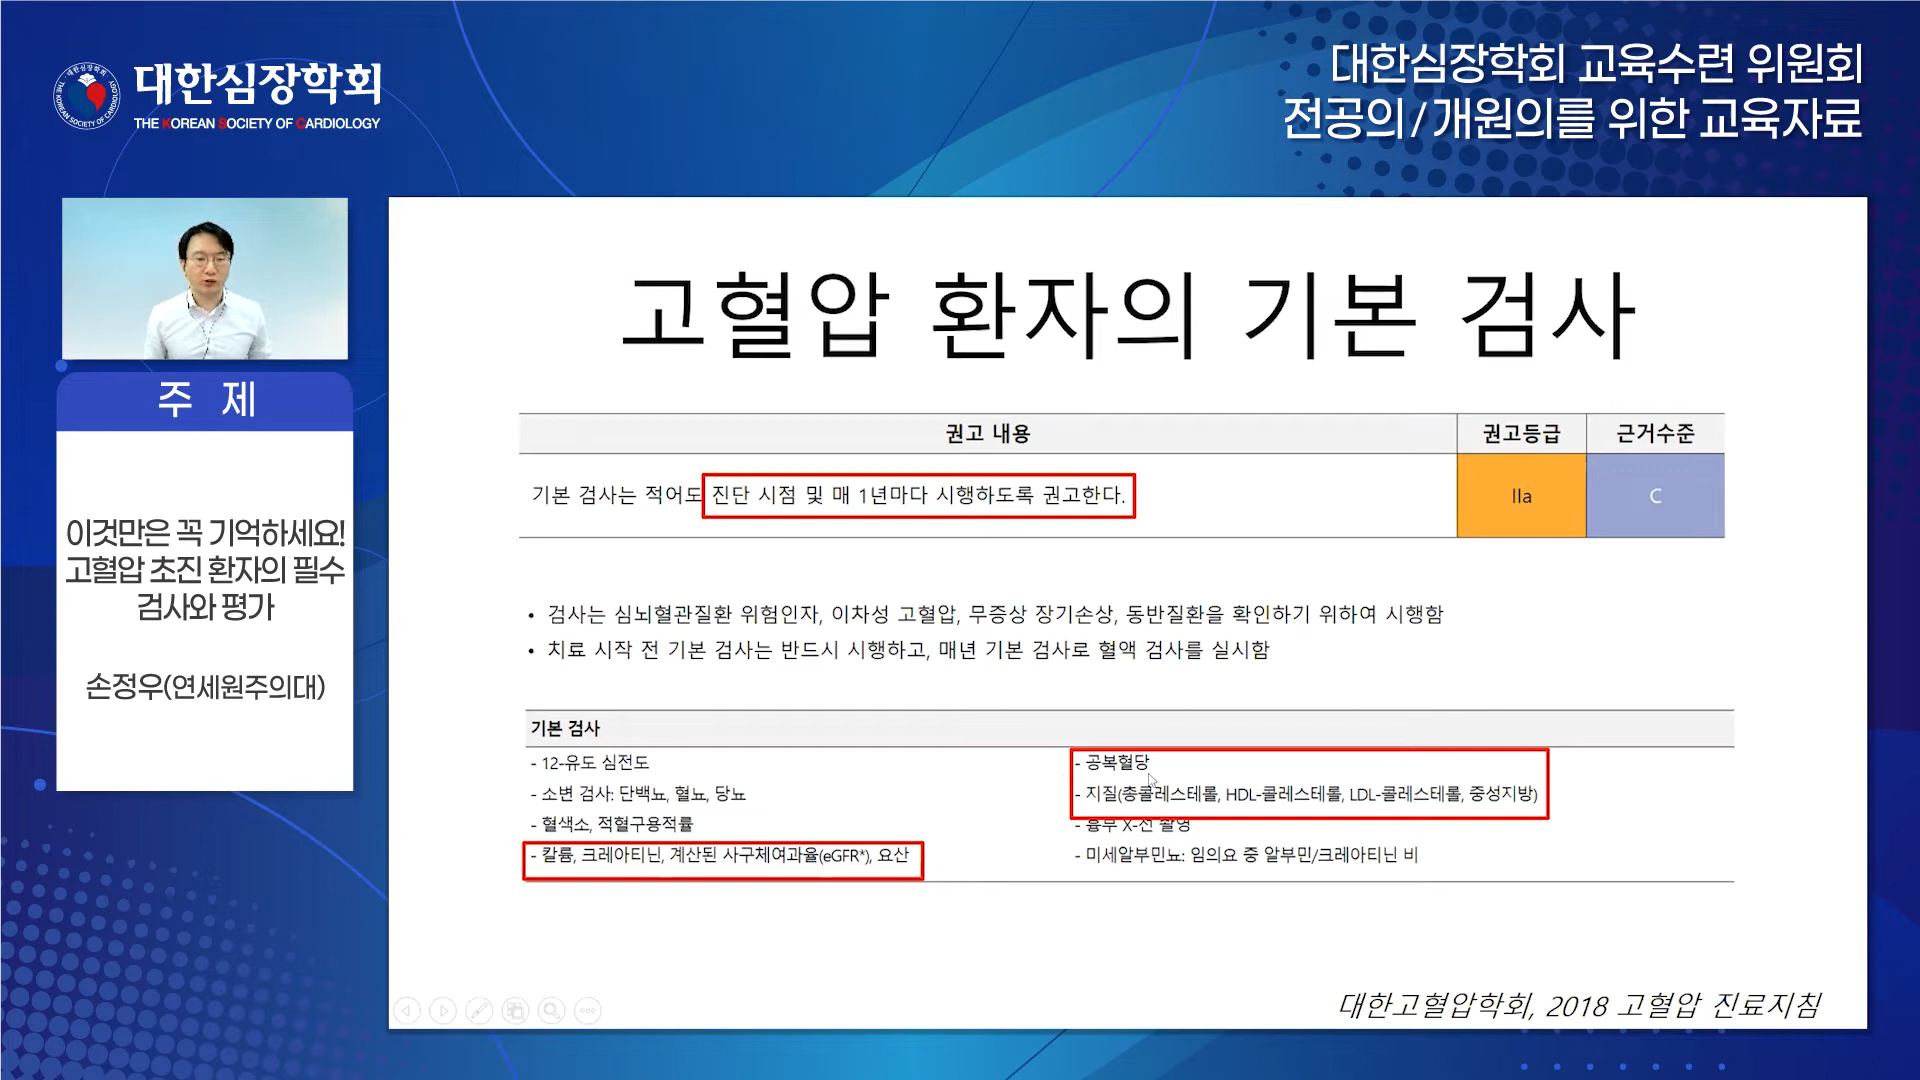 대한심장학회
THE KOREAN SOCIETY OF CARDIOLOGY
대한심장학회 교육수련 위원회
전공의/개원의를 위한 교육자료
주 제
이것만은 꼭 기억하세요!
고혈압 초진 환자의 필수
검사와 평가
손정우(연세원주의대)
고혈압 환자의 기본 검사
권고 내용 권고등급 근거수준
기본 검사는 적어도 진단 시점 및 매 1년마다 시행하도록 권고한다. IIa C
• 검사는 심뇌혈관질환 위험인자, 이차성 고혈압, 무증상 장기손상, 동반질환을 확인하기 위하여 시행함
• 치료 시작 전 기본 검사는 반드시 시행하고, 매년 기본 검사로 혈액 검사를 실시함
기본 검사
- 12-유도 심전도
- 소변 검사: 단백뇨, 혈뇨, 당뇨
- 혈색소, 적혈구용적률
- 칼륨, 크레아티닌, 계산된 사구체여과율(eGFR*), 요산
- 공복혈당
- 지질(총콜레스테롤, HDL-콜레스테롤, LDL-콜레스테롤, 중성지방)
- 흉부 X-선 촬영
- 미세알부민뇨: 임의요 중 알부민/크레아티닌 비
대한고혈압학회, 2018 고혈압 진료지침